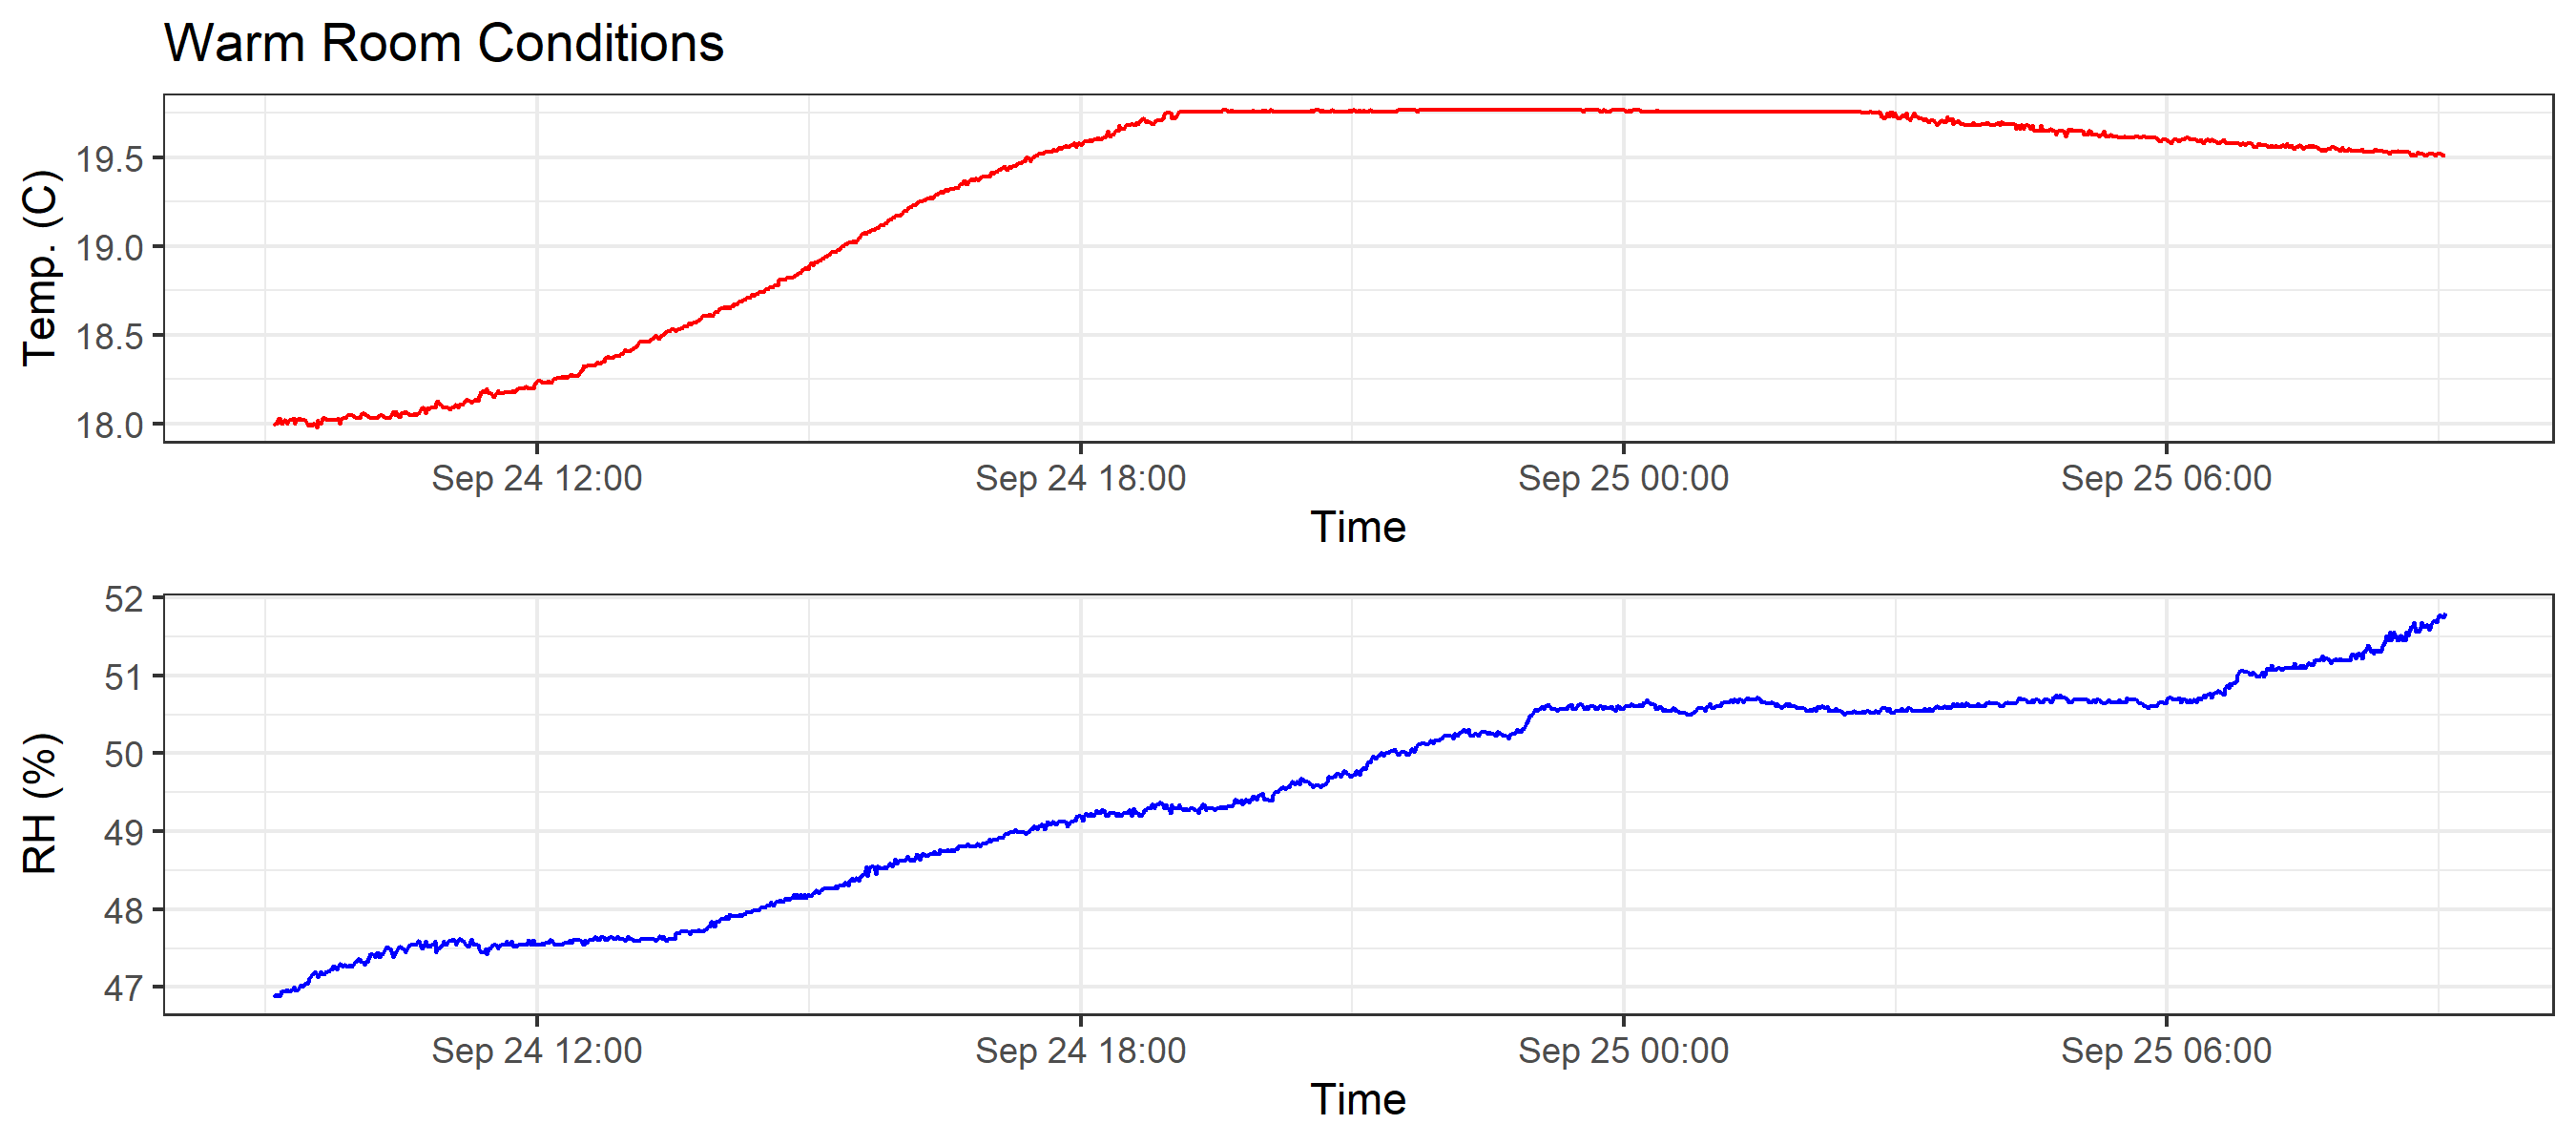 Warm Room Conditions
Temp. (C)
19.5
19.0
18.5
18.0
Sep 24 12:00 Sep 24 18:00 Sep 25 00:00 Sep 25 06:00
Time
RH (%)
52
51
50
49
48
47
Sep 24 12:00 Sep 24 18:00 Sep 25 00:00 Sep 25 06:00
Time